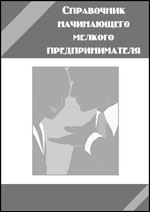 Справочник
начинающего
мелкого
предпринимателя